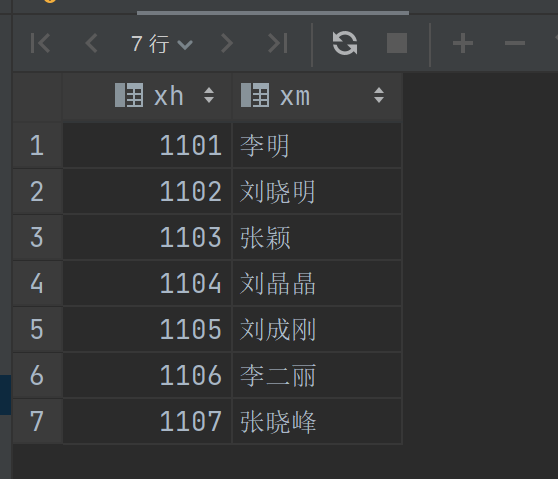 7 行
xh xm
1 1101 李明
2 1102 刘晓明
3 1103 张颖
4 1104 刘晶晶
5 1105 刘成刚
6 1106 李二丽
7 1107 张晓峰